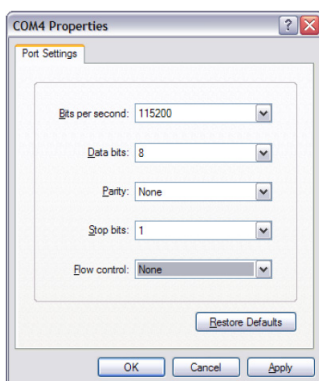 COM4 Properties
Port Settings
Bits per second: 115200
Data bits: 8
Parity: None
Stop bits: 1
Flow control: None
Restore Defaults
OK Cancel Apply